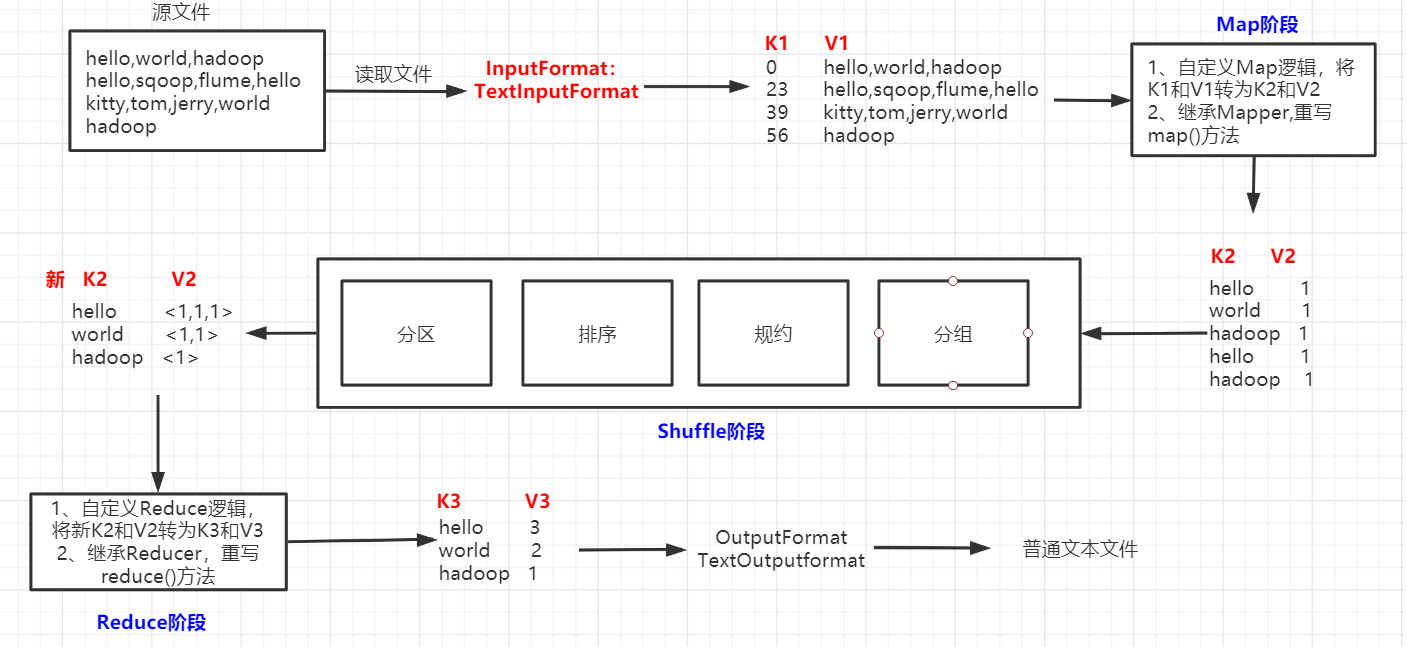 源文件
hello,world,hadoop
hello,sqoop,flume,hello
kitty,tom,jerry,world
hadoop
读取文件
InputFormat:
TextInputFormat
K1 V1
0 hello,world,hadoop
23 hello,sqoop,flume,hello
39 kitty,tom,jerry,world
56 hadoop
Map阶段
1、自定义Map逻辑，将
K1和V1转为K2和V2
2、继承Mapper,重写
map()方法
K2 V2
hello 1
world 1
hadoop 1
hello 1
hadoop 1
分区
排序
规约
分组
Shuffle阶段
新 K2 V2
hello <1,1,1>
world <1,1>
hadoop <1>
1、自定义Reduce逻辑，
将新K2和V2转为K3和V3
2、继承Reducer，重写
reduce()方法
Reduce阶段
K3 V3
hello 3
world 2
hadoop 1
OutputFormat
TextOutputformat
普通文本文件